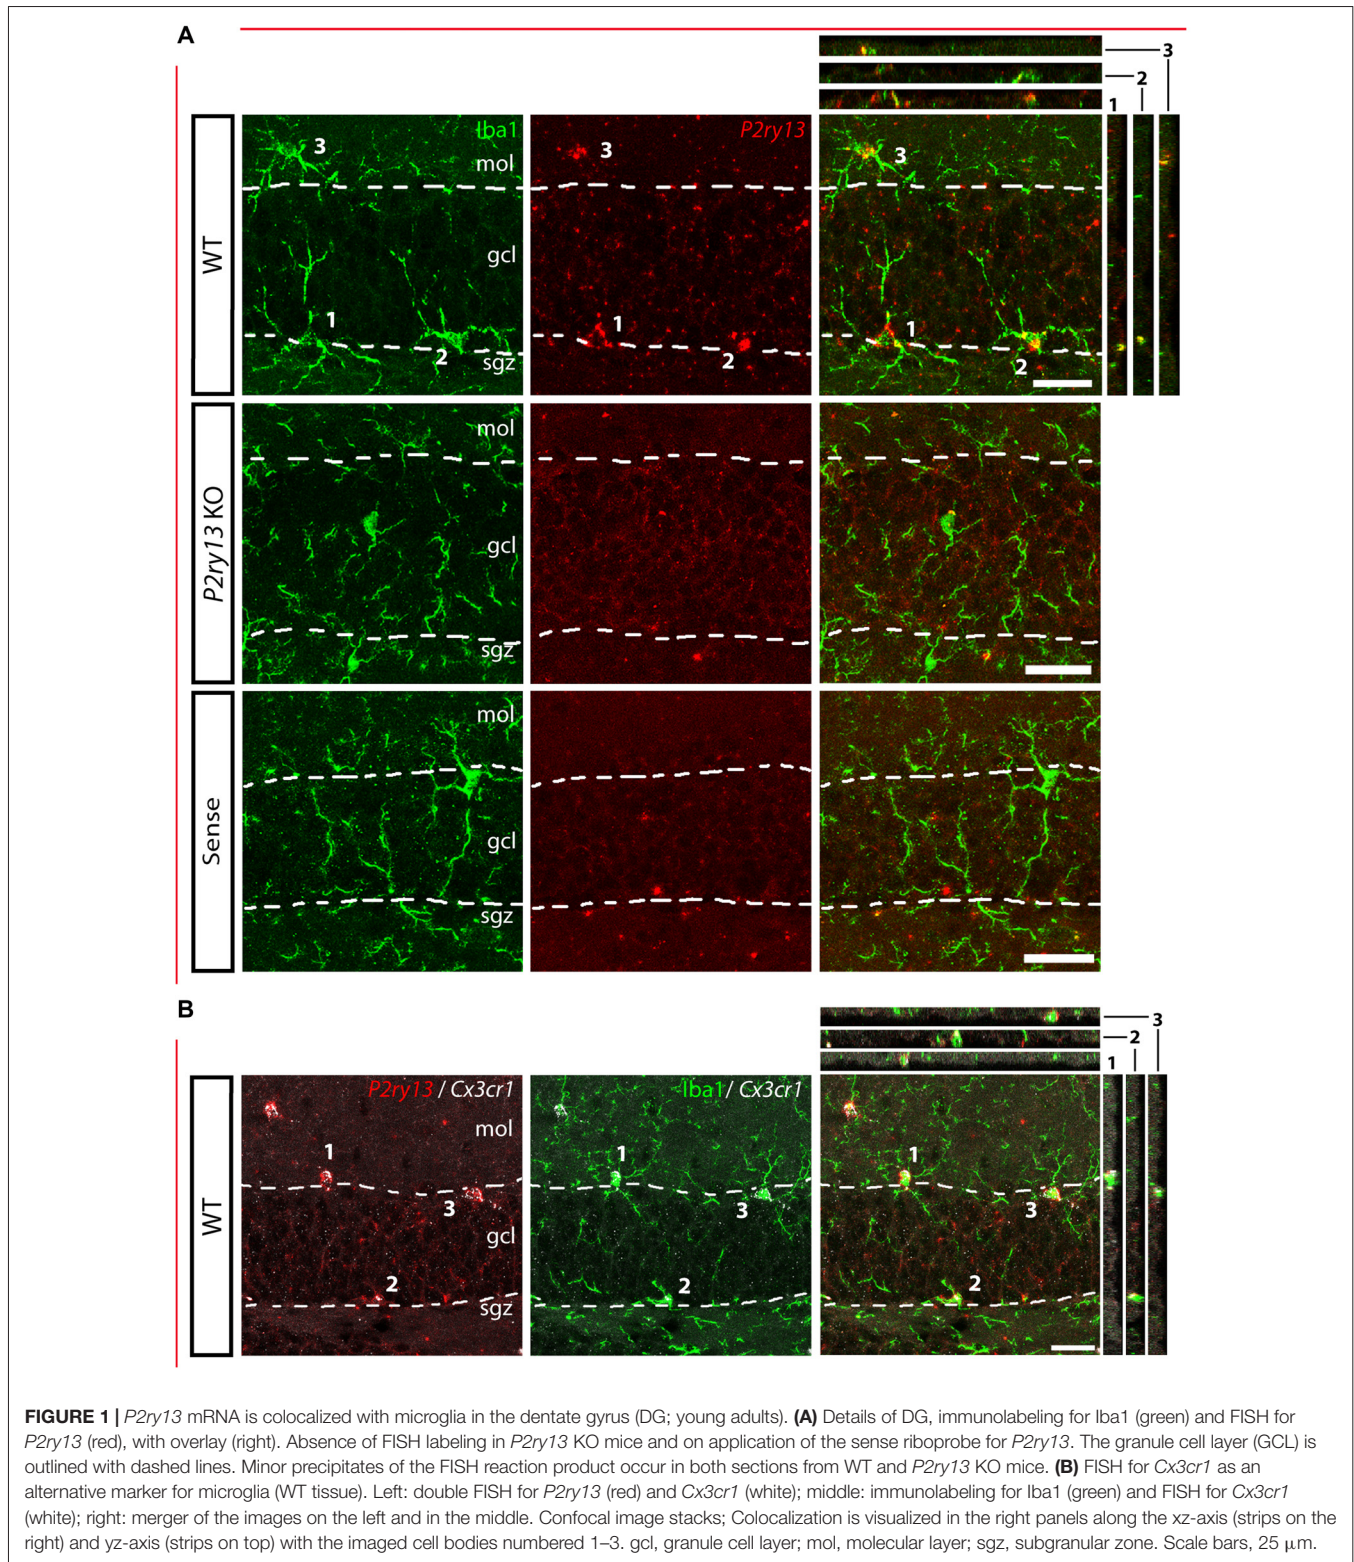 A
3
2
1
WT
Iba1
3
mol
gcl
1
2
sgz
P2ry13
3
1
2
3
1
2
P2ry13 KO
mol
gcl
sgz
Sense
mol
gcl
sgz
B
3
2
1
WT
P2ry13 / Cx3cr1
mol
1
3
gcl
2
sgz
Iba1/ Cx3cr1
1
3
2
1
3
2
FIGURE 1 | P2ry13 mRNA is colocalized with microglia in the dentate gyrus (DG; young adults). (A) Details of DG, immunolabeling for Iba1 (green) and FISH for
P2ry13 (red), with overlay (right). Absence of FISH labeling in P2ry13 KO mice and on application of the sense riboprobe for P2ry13. The granule cell layer (GCL) is
outlined with dashed lines. Minor precipitates of the FISH reaction product occur in both sections from WT and P2ry13 KO mice. (B) FISH for Cx3cr1 as an
alternative marker for microglia (WT tissue). Left: double FISH for P2ry13 (red) and Cx3cr1 (white); middle: immunolabeling for Iba1 (green) and FISH for Cx3cr1
(white); right: merger of the images on the left and in the middle. Confocal image stacks; Colocalization is visualized in the right panels along the xz-axis (strips on the
right) and yz-axis (strips on top) with the imaged cell bodies numbered 1–3. gcl, granule cell layer; mol, molecular layer; sgz, subgranular zone. Scale bars, 25 μm.